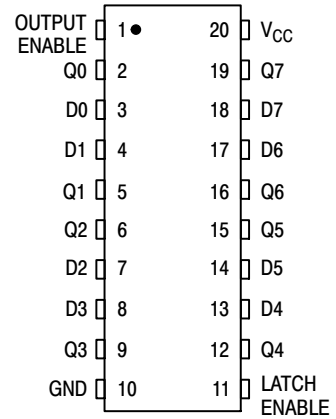 OUTPUT ENABLE 1 20 VCC
Q0 2 19 Q7
D0 3 18 D7
D1 4 17 D6
Q1 5 16 Q6
Q2 6 15 Q5
D2 7 14 D5
D3 8 13 D4
Q3 9 12 Q4
GND 10 11 LATCH ENABLE